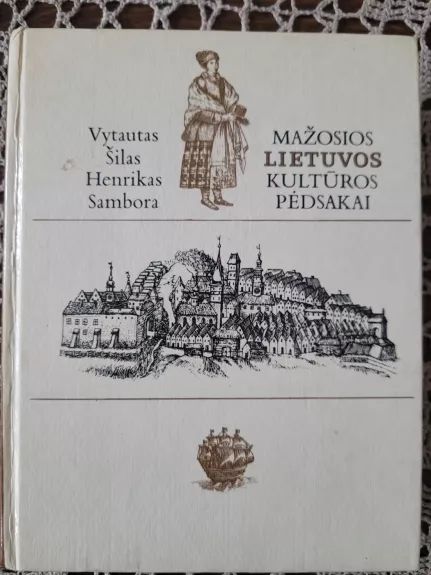 Vytautas
Šilas
Henrikas
Sambora
MAŽOSIOS
LIETUVOS
KULTŪROS
PĖDSAKAI